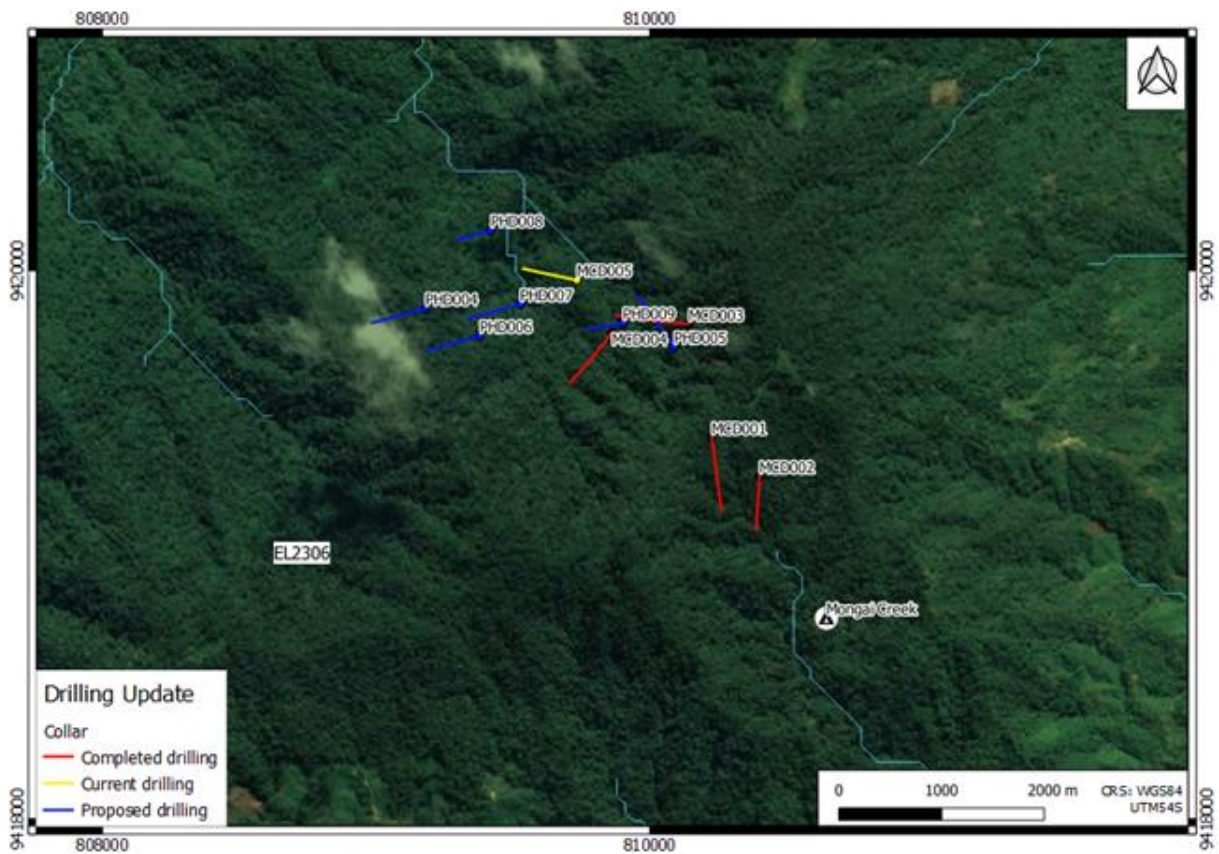 808000
810000
PHD008
9420000
9420000
MCD005
PHD004
PHD007
PHD009
MCD003
PHD006
MCD004
PHD005
MCD001
MCD002
EL2306
Mongai Creek
Drilling Update
Collar
Completed drilling
Current drilling
Proposed drilling
0 1000 2000 m
CRS: WGS84
UTM54S
9418000
9418000
808000
810000